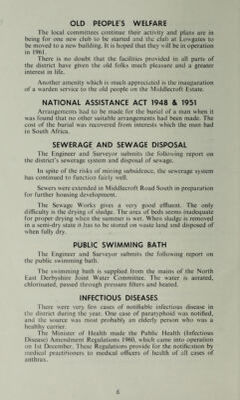 OLD PEOPLE'S WELFARE
The local committees continue their activity and plans are in
being for one new club to be started and the club at Lowgates to
be moved to a new building. It is hoped that they will be in operation
in 1961.
There is no doubt that the facilities provided in all parts of
the district have given the old folks much pleasure and a greater
interest in life.
Another amenity which is much appreciated is the inauguration
of a warden service to the old people on the Middlecroft Estate.
NATIONAL ASSISTANCE ACT 1948 & 1951
Arrangements had to be made for the burial of a man when it
was found that no other suitable arrangements had been made. The
cost of the burial was recovered from interests which the man had
in South Africa.
SEWERAGE AND SEWAGE DISPOSAL
The Engineer and Surveyor submits the following report on
the district's sewerage system and disposal of sewage.
In spite of the risks of mining subsidence, the sewerage system
has continued to function fairly well.
Sewers were extended in Middlecroft Road South in preparation
for further housing development.
The Sewage Works gives a very good effluent. The only
difficulty is the drying of sludge. The area of beds seems inadequate
for proper drying when the summer is wet. When sludge is removed
in a semi-dry state it has to be stored on waste land and disposed of
when fully dry.
PUBLIC SWIMMING BATH
The Engineer and Surveyor submits the following report on
the public swimming bath.
The swimming bath is supplied from the mains of the North
East Derbyshire Joint Water Committee. The water is aerated,
chlorinated, passed through pressure filters and heated.
INFECTIOUS DISEASES
There were very few cases of notifiable infectious disease in
the district during the year. One case of paratyphoid was notified,
and the source was most probably an elderly person who was a
healthy carrier.
The Minister of Health made the Public Health (Infectious
Diseases) Amendment Regulations 1960, which came into operation
on 1st December. These Regulations provide for the notification by
medical practitioners to medical officers of health of all cases of
anthrax.
6